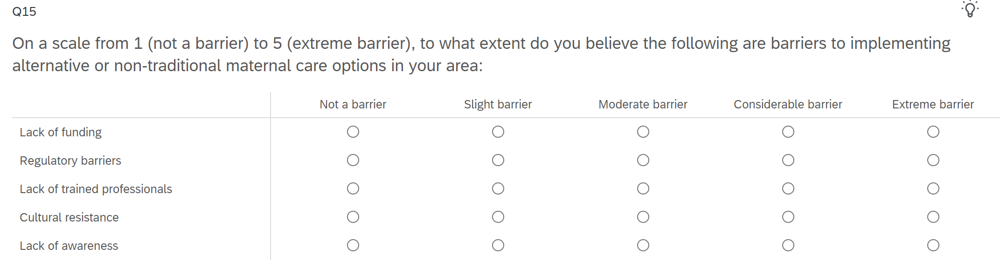 Q15
On a scale from 1 (not a barrier) to 5 (extreme barrier), to what extent do you believe the following are barriers to implementing
alternative or non-traditional maternal care options in your area:
Not a barrier Slight barrier Moderate barrier Considerable barrier Extreme barrier
Lack of funding
Regulatory barriers
Lack of trained professionals
Cultural resistance
Lack of awareness